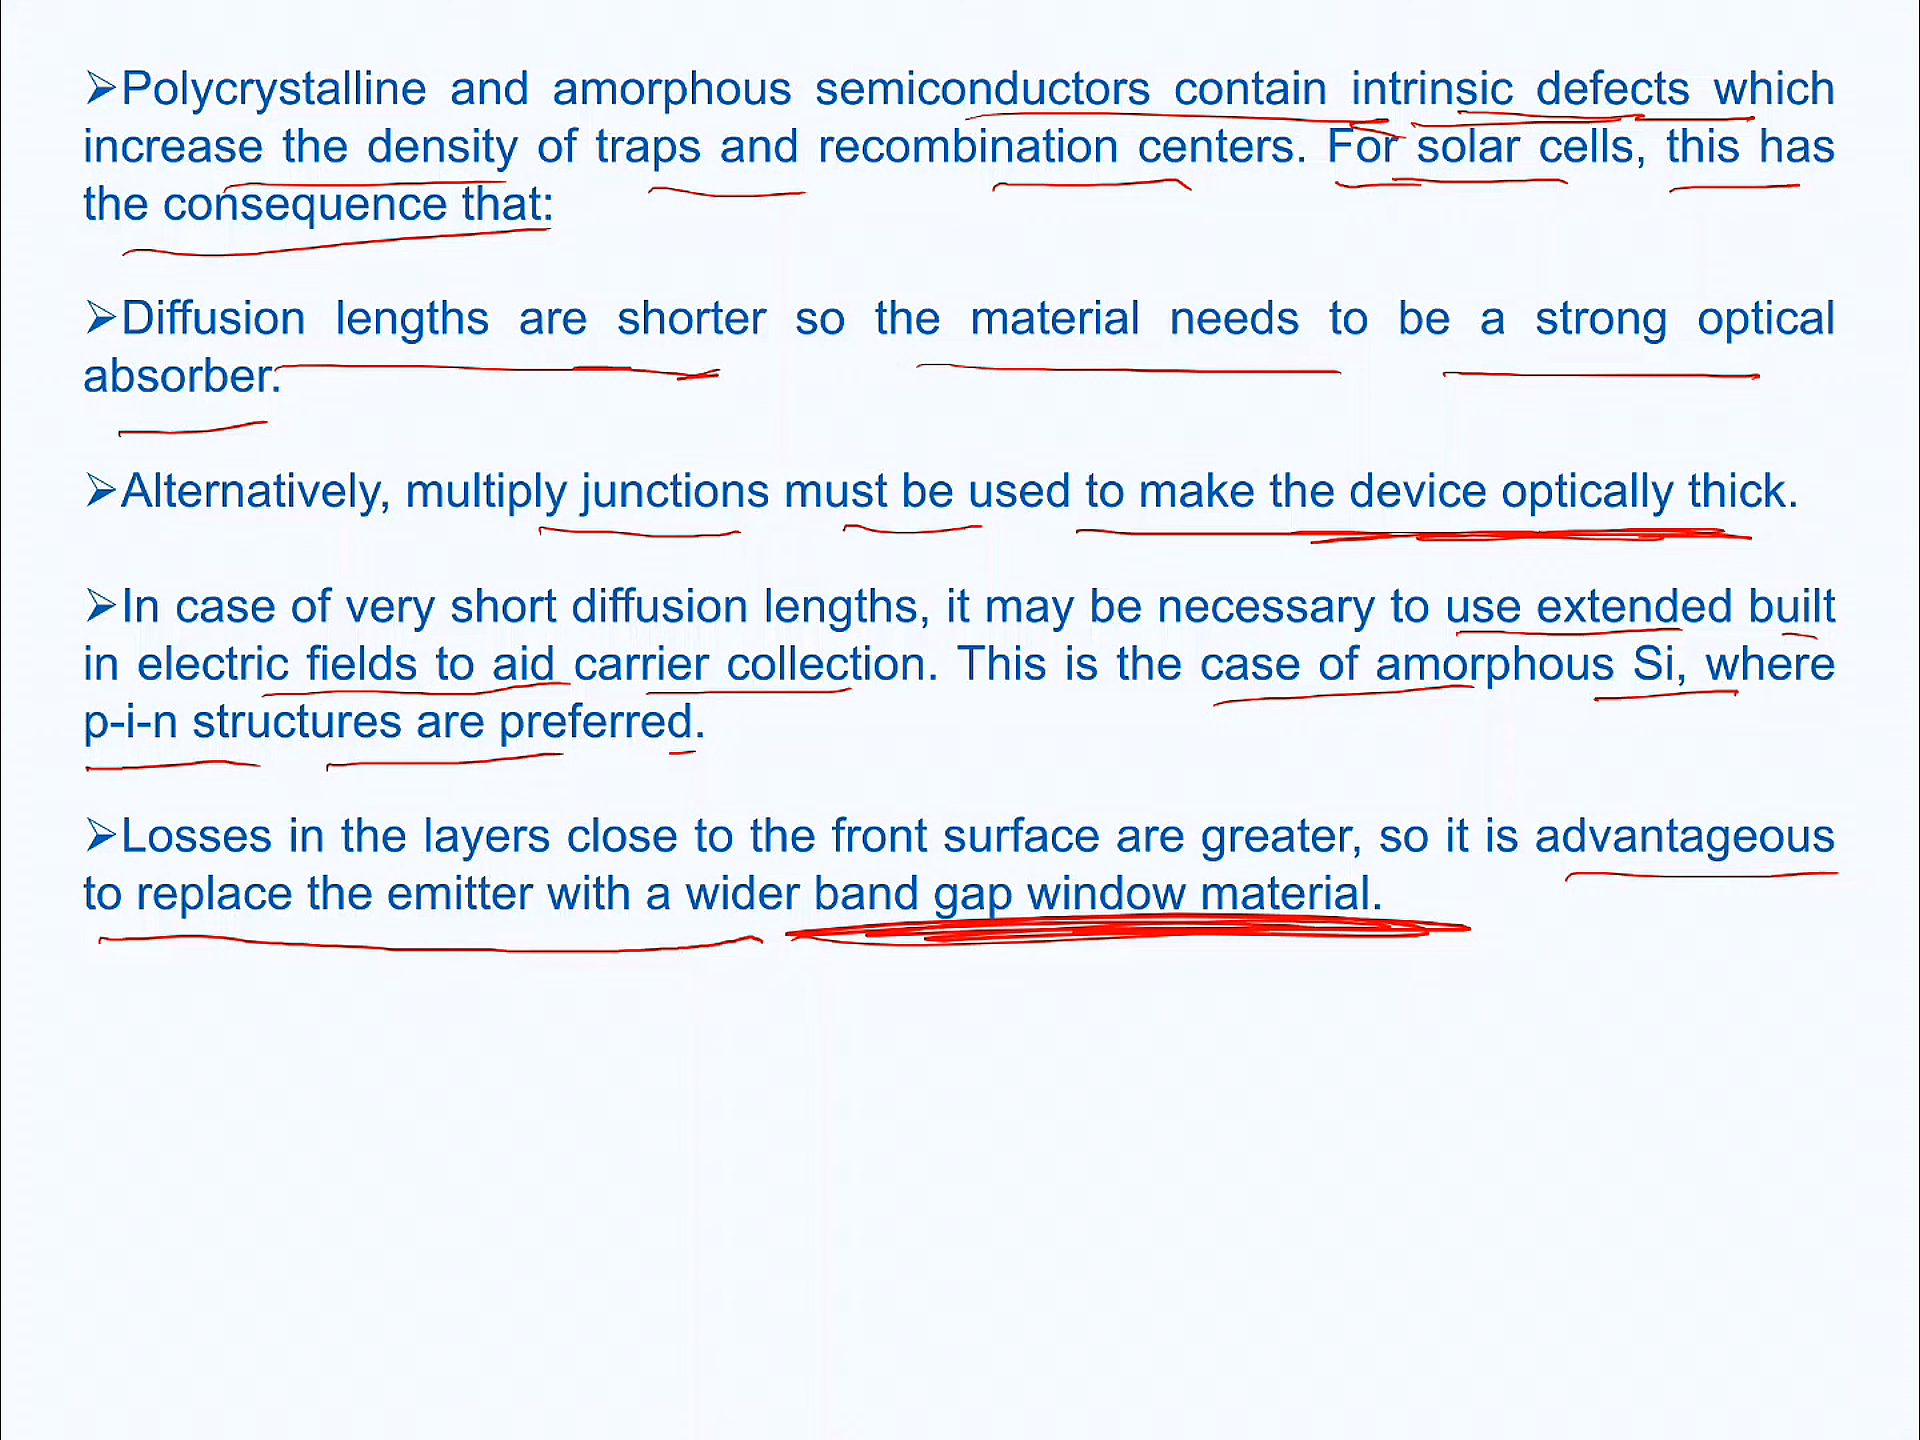 ➢Polycrystalline and amorphous semiconductors contain intrinsic defects which
increase the density of traps and recombination centers. For solar cells, this has
the consequence that:
➢Diffusion lengths are shorter so the material needs to be a strong optical
absorber.
➢Alternatively, multiply junctions must be used to make the device optically thick.
➢In case of very short diffusion lengths, it may be necessary to use extended built
in electric fields to aid carrier collection. This is the case of amorphous Si, where
p-i-n structures are preferred.
➢Losses in the layers close to the front surface are greater, so it is advantageous
to replace the emitter with a wider band gap window material.